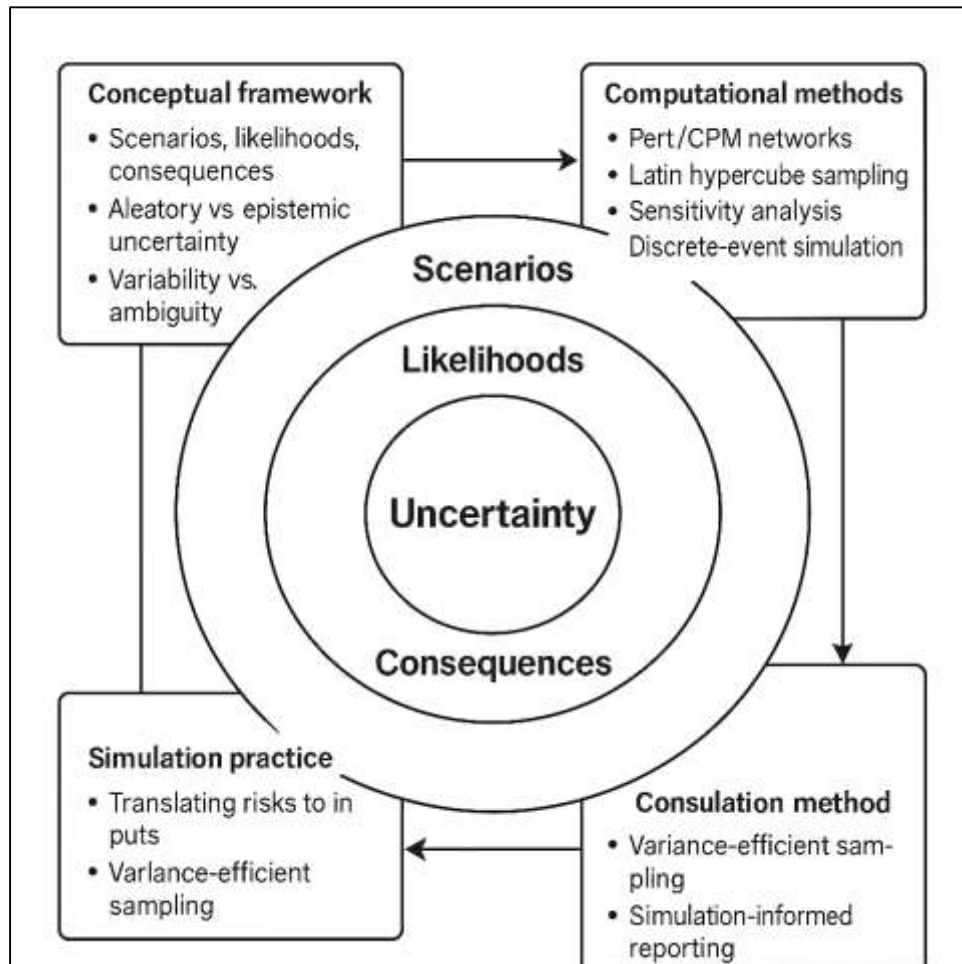 Conceptual framework
• Scenarios, likelihoods,
consequences
• Aleatory vs epistemic
uncertainty
• Variability vs.
ambiguity
Computational methods
• Pert/CPM networks
• Latin hypercube sampling
• Sensitivity analysis
Discrete-event simulation
Scenarios
Likelihoods
Uncertainty
Consequences
Simulation practice
• Translating risks to in
puts
• Varlance-efficient
sampling
Consulation method
• Variance-efficient sam-
pling
• Simulation-informed
reporting